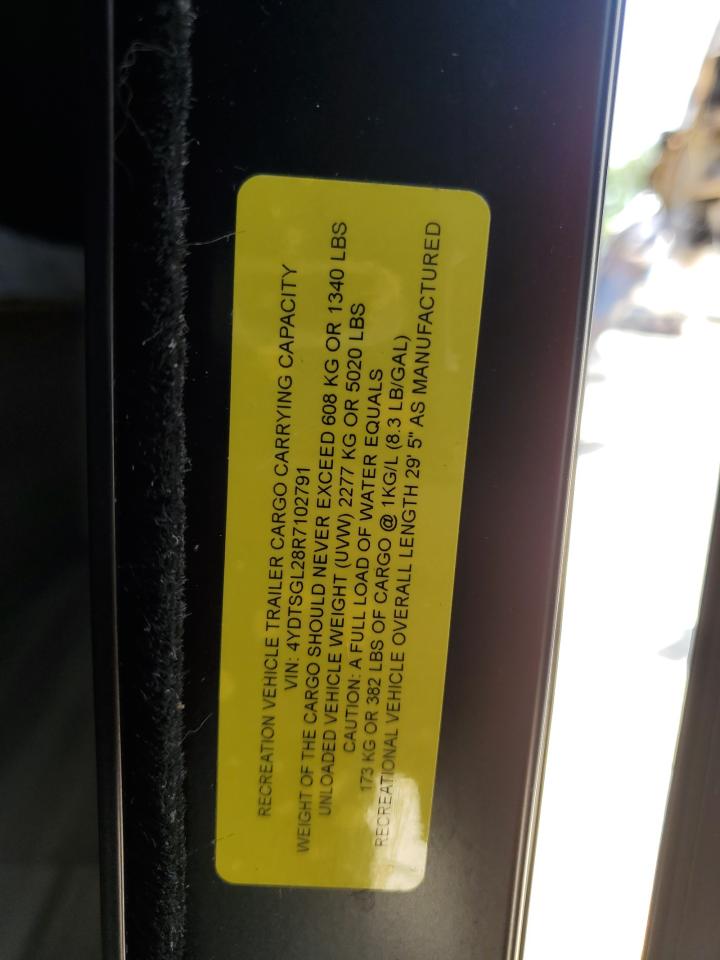 RECREATION VEHICLE TRAILER CARGO CARRYING CAPACITY
VIN: 4YDTSGL28R7102791
WEIGHT OF THE CARGO SHOULD NEVER EXCEED 608 KG OR 1340 LBS
UNLOADED VEHICLE WEIGHT (UVW) 2277 KG OR 5020 LBS
CAUTION: A FULL LOAD OF WATER EQUALS
173 KG OR 382 LBS OF CARGO @ 1KG/L (8.3 LB/GAL)
RECREATIONAL VEHICLE OVERALL LENGTH 29' 5" AS MANUFACTURED